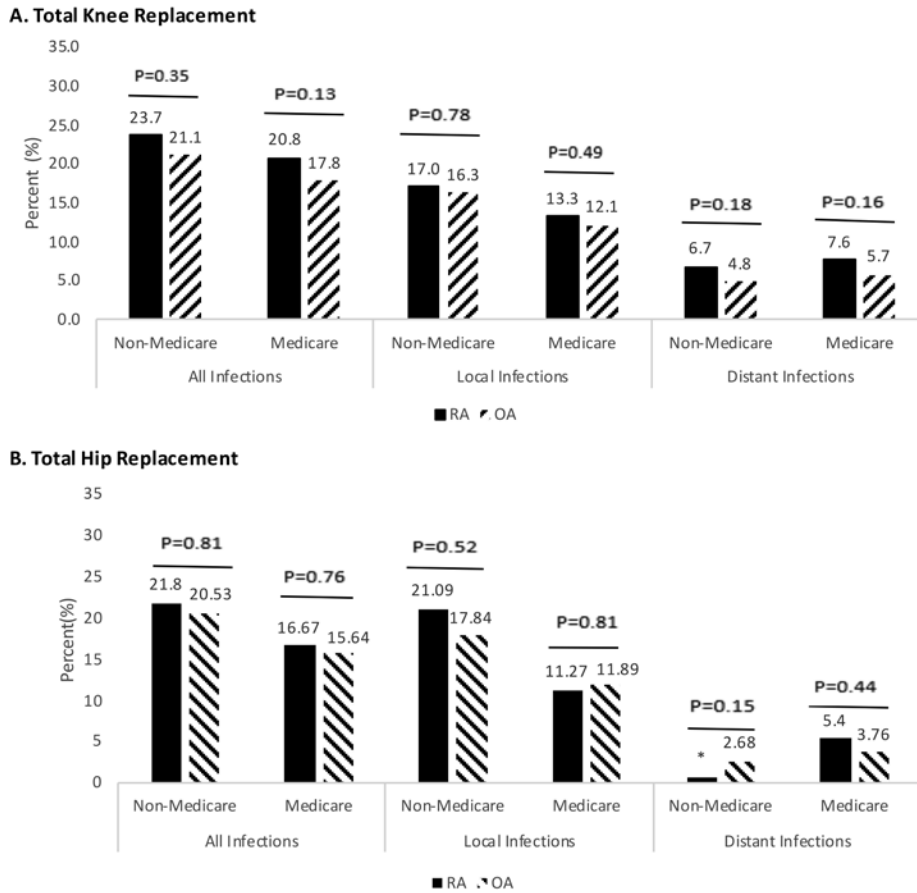 A. Total Knee Replacement
35.0
30.0
25.0
20.0
15.0
10.0
5.0
0.0
Percent (%)
P=0.35
P=0.13
P=0.78
P=0.49
P=0.18
P=0.16
23.7
21.1
20.8
17.8
17.0
16.3
13.3
12.1
6.7
4.8
7.6
5.7
Non-Medicare Medicare Non-Medicare Medicare Non-Medicare Medicare
All Infections Local Infections Distant Infections
RA OA
B. Total Hip Replacement
35
30
25
20
15
10
5
0
Percent(%)
P=0.81
P=0.76
P=0.52
P=0.81
P=0.15
P=0.44
21.8
20.53
16.67
15.64
21.09
17.84
11.27
11.89
*
2.68
5.4
3.76
Non-Medicare Medicare Non-Medicare Medicare Non-Medicare Medicare
All Infections Local Infections Distant Infections
RA OA